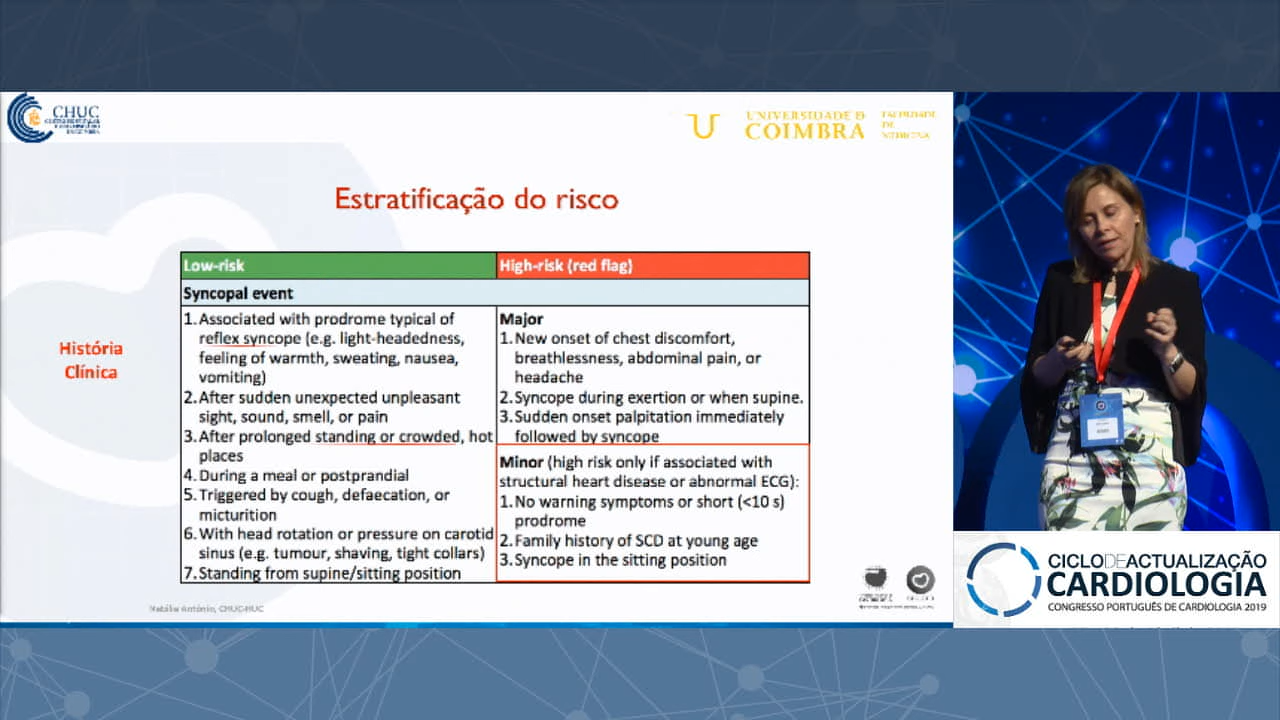 CHUC
UNIVERSIDADE D
COIMBRA
FACULDADE
DE
MEDICINA
Estratificação do risco
História
Clínica
Low-risk
High-risk (red flag)
Syncopal event
1. Associated with prodrome typical of
reflex syncope (e.g. light-headedness,
feeling of warmth, sweating, nausea,
vomiting)
2. After sudden unexpected unpleasant
sight, sound, smell, or pain
3. After prolonged standing or crowded, hot
places
4. During a meal or postprandial
5. Triggered by cough, defaecation, or
micturition
6. With head rotation or pressure on carotid
sinus (e.g. tumour, shaving, tight collars)
7. Standing from supine/sitting position
Major
1. New onset of chest discomfort,
breathlessness, abdominal pain, or
headache
2. Syncope during exertion or when supine.
3. Sudden onset palpitation immediately
followed by syncope
Minor (high risk only if associated with
structural heart disease or abnormal ECG):
1. No warning symptoms or short (<10 s)
prodrome
2. Family history of SCD at young age
3. Syncope in the sitting position
Natália António, CHUC-HUC
CICLO DE ACTUALIZAÇÃO
CARDIOLOGIA
CONGRESSO PORTUGUÊS DE CARDIOLOGIA 2019